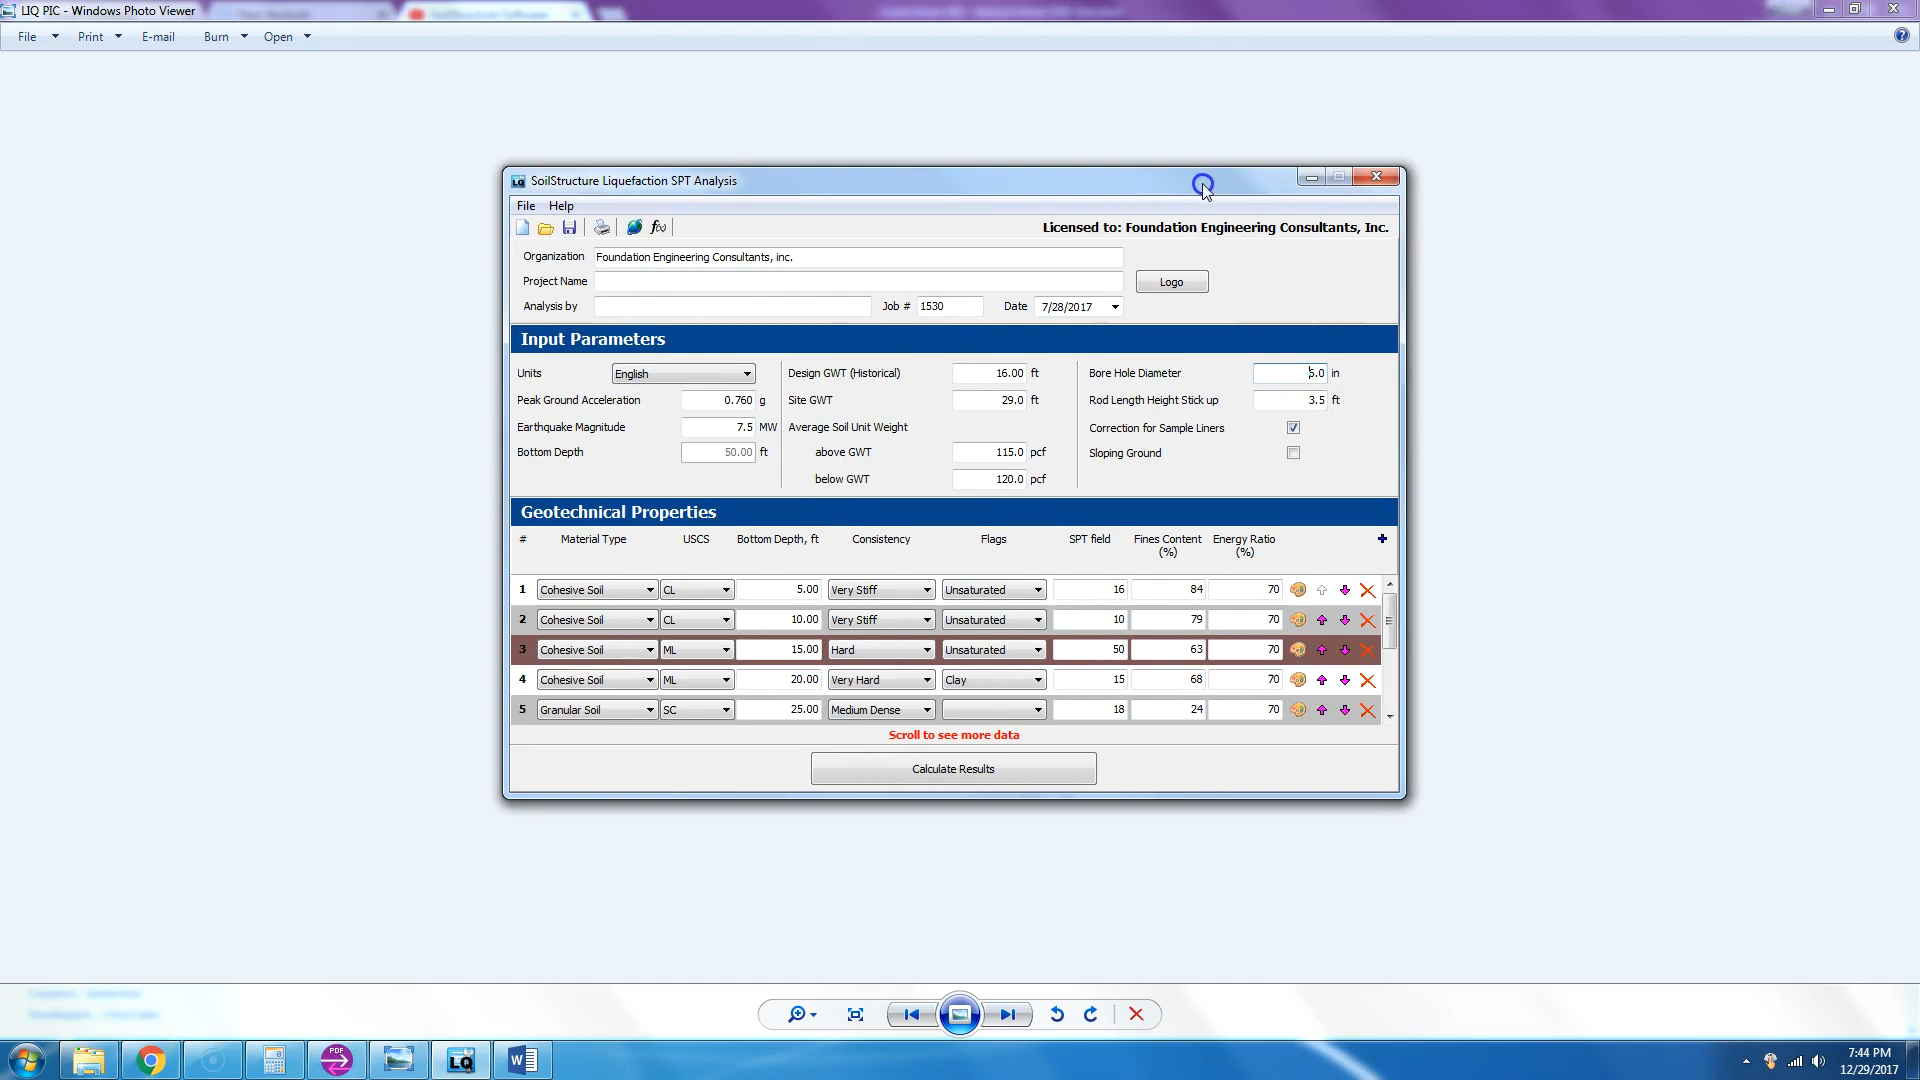 LIQ PIC - Windows Photo Viewer
File Print E-mail Burn Open
SoilStructure Liquefaction SPT Analysis
File Help
Licensed to: Foundation Engineering Consultants, Inc.
Organization Foundation Engineering Consultants, inc.
Project Name Logo
Analysis by Job # 1530 Date 7/28/2017
Input Parameters
Units English Design GWT (Historical) 16.00 ft Bore Hole Diameter 5.0 in
Peak Ground Acceleration 0.760 g Site GWT 29.0 ft Rod Length Height Stick up 3.5 ft
Earthquake Magnitude 7.5 MW Average Soil Unit Weight Correction for Sample Liners
Bottom Depth 50.00 ft above GWT 115.0 pcf Sloping Ground
below GWT 120.0 pcf
Geotechnical Properties
# Material Type USCS Bottom Depth, ft Consistency Flags SPT field Fines Content (%) Energy Ratio (%)
1 Cohesive Soil CL 5.00 Very Stiff Unsaturated 16 84 70
2 Cohesive Soil CL 10.00 Very Stiff Unsaturated 10 79 70
3 Cohesive Soil ML 15.00 Hard Unsaturated 50 63 70
4 Cohesive Soil ML 20.00 Very Hard Clay 15 68 70
5 Granular Soil SC 25.00 Medium Dense 18 24 70
Scroll to see more data
Calculate Results
7:44 PM
12/29/2017